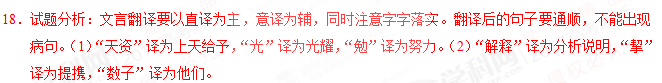 18．试题分析：文言翻译要以直译为主，意译为辅，同时注意字字落实。翻译后的句子要通顺，不能出现
病句。（1）“天资”译为上天给予，“光”译为光耀，“勉”译为努力。（2）“解释”译为分析说明，“挈”
译为提携，“数子”译为他们。